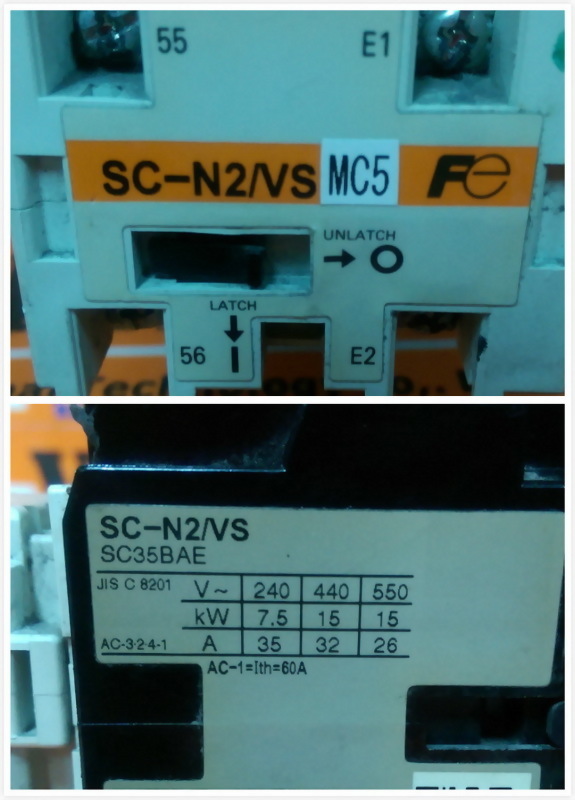 55 E1
SC-N2/VS MC5 Fe
UNLATCH
→ O
LATCH
↓
56 I E2
SC-N2/VS
SC35BAE
JIS C 8201 V~ 240 440 550
kW 7.5 15 15
AC-3·2·4-1 A 35 32 26
AC-1=Ith=60A